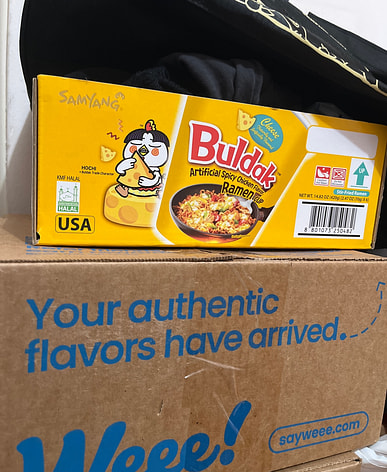 SAMYANG
Cheese
Buldak
Artificial Spicy Chicken Flavor
Ramen
HOCHI
KMF HALAL
HALAL
USA
UP
Stir-Fried Ramen
8 801073 250482
Your authentic
flavors have arrived.
Weee!
sayweee.com